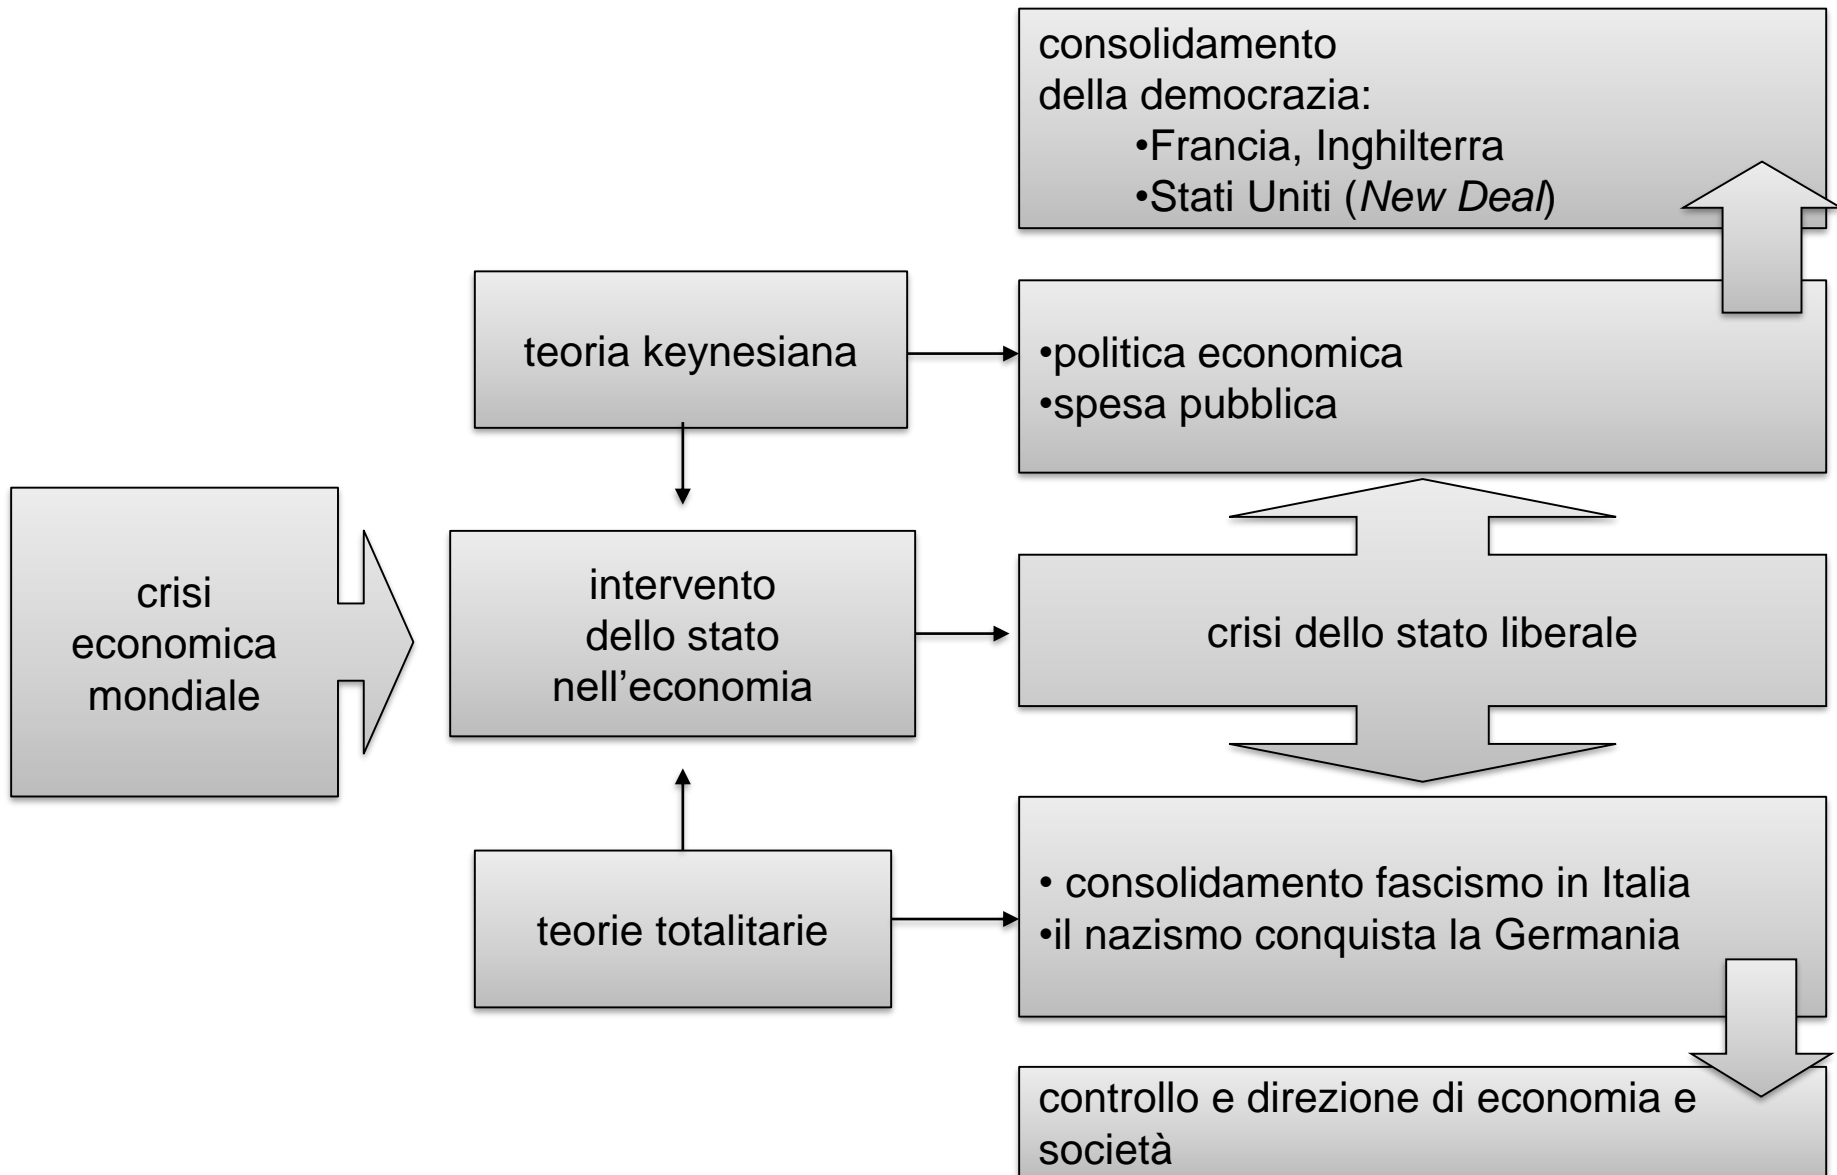 consolidamento
della democrazia:
•Francia, Inghilterra
•Stati Uniti (New Deal)
teoria keynesiana
•politica economica
•spesa pubblica
crisi
economica
mondiale
intervento
dello stato
nell’economia
crisi dello stato liberale
teorie totalitarie
• consolidamento fascismo in Italia
•il nazismo conquista la Germania
controllo e direzione di economia e
società